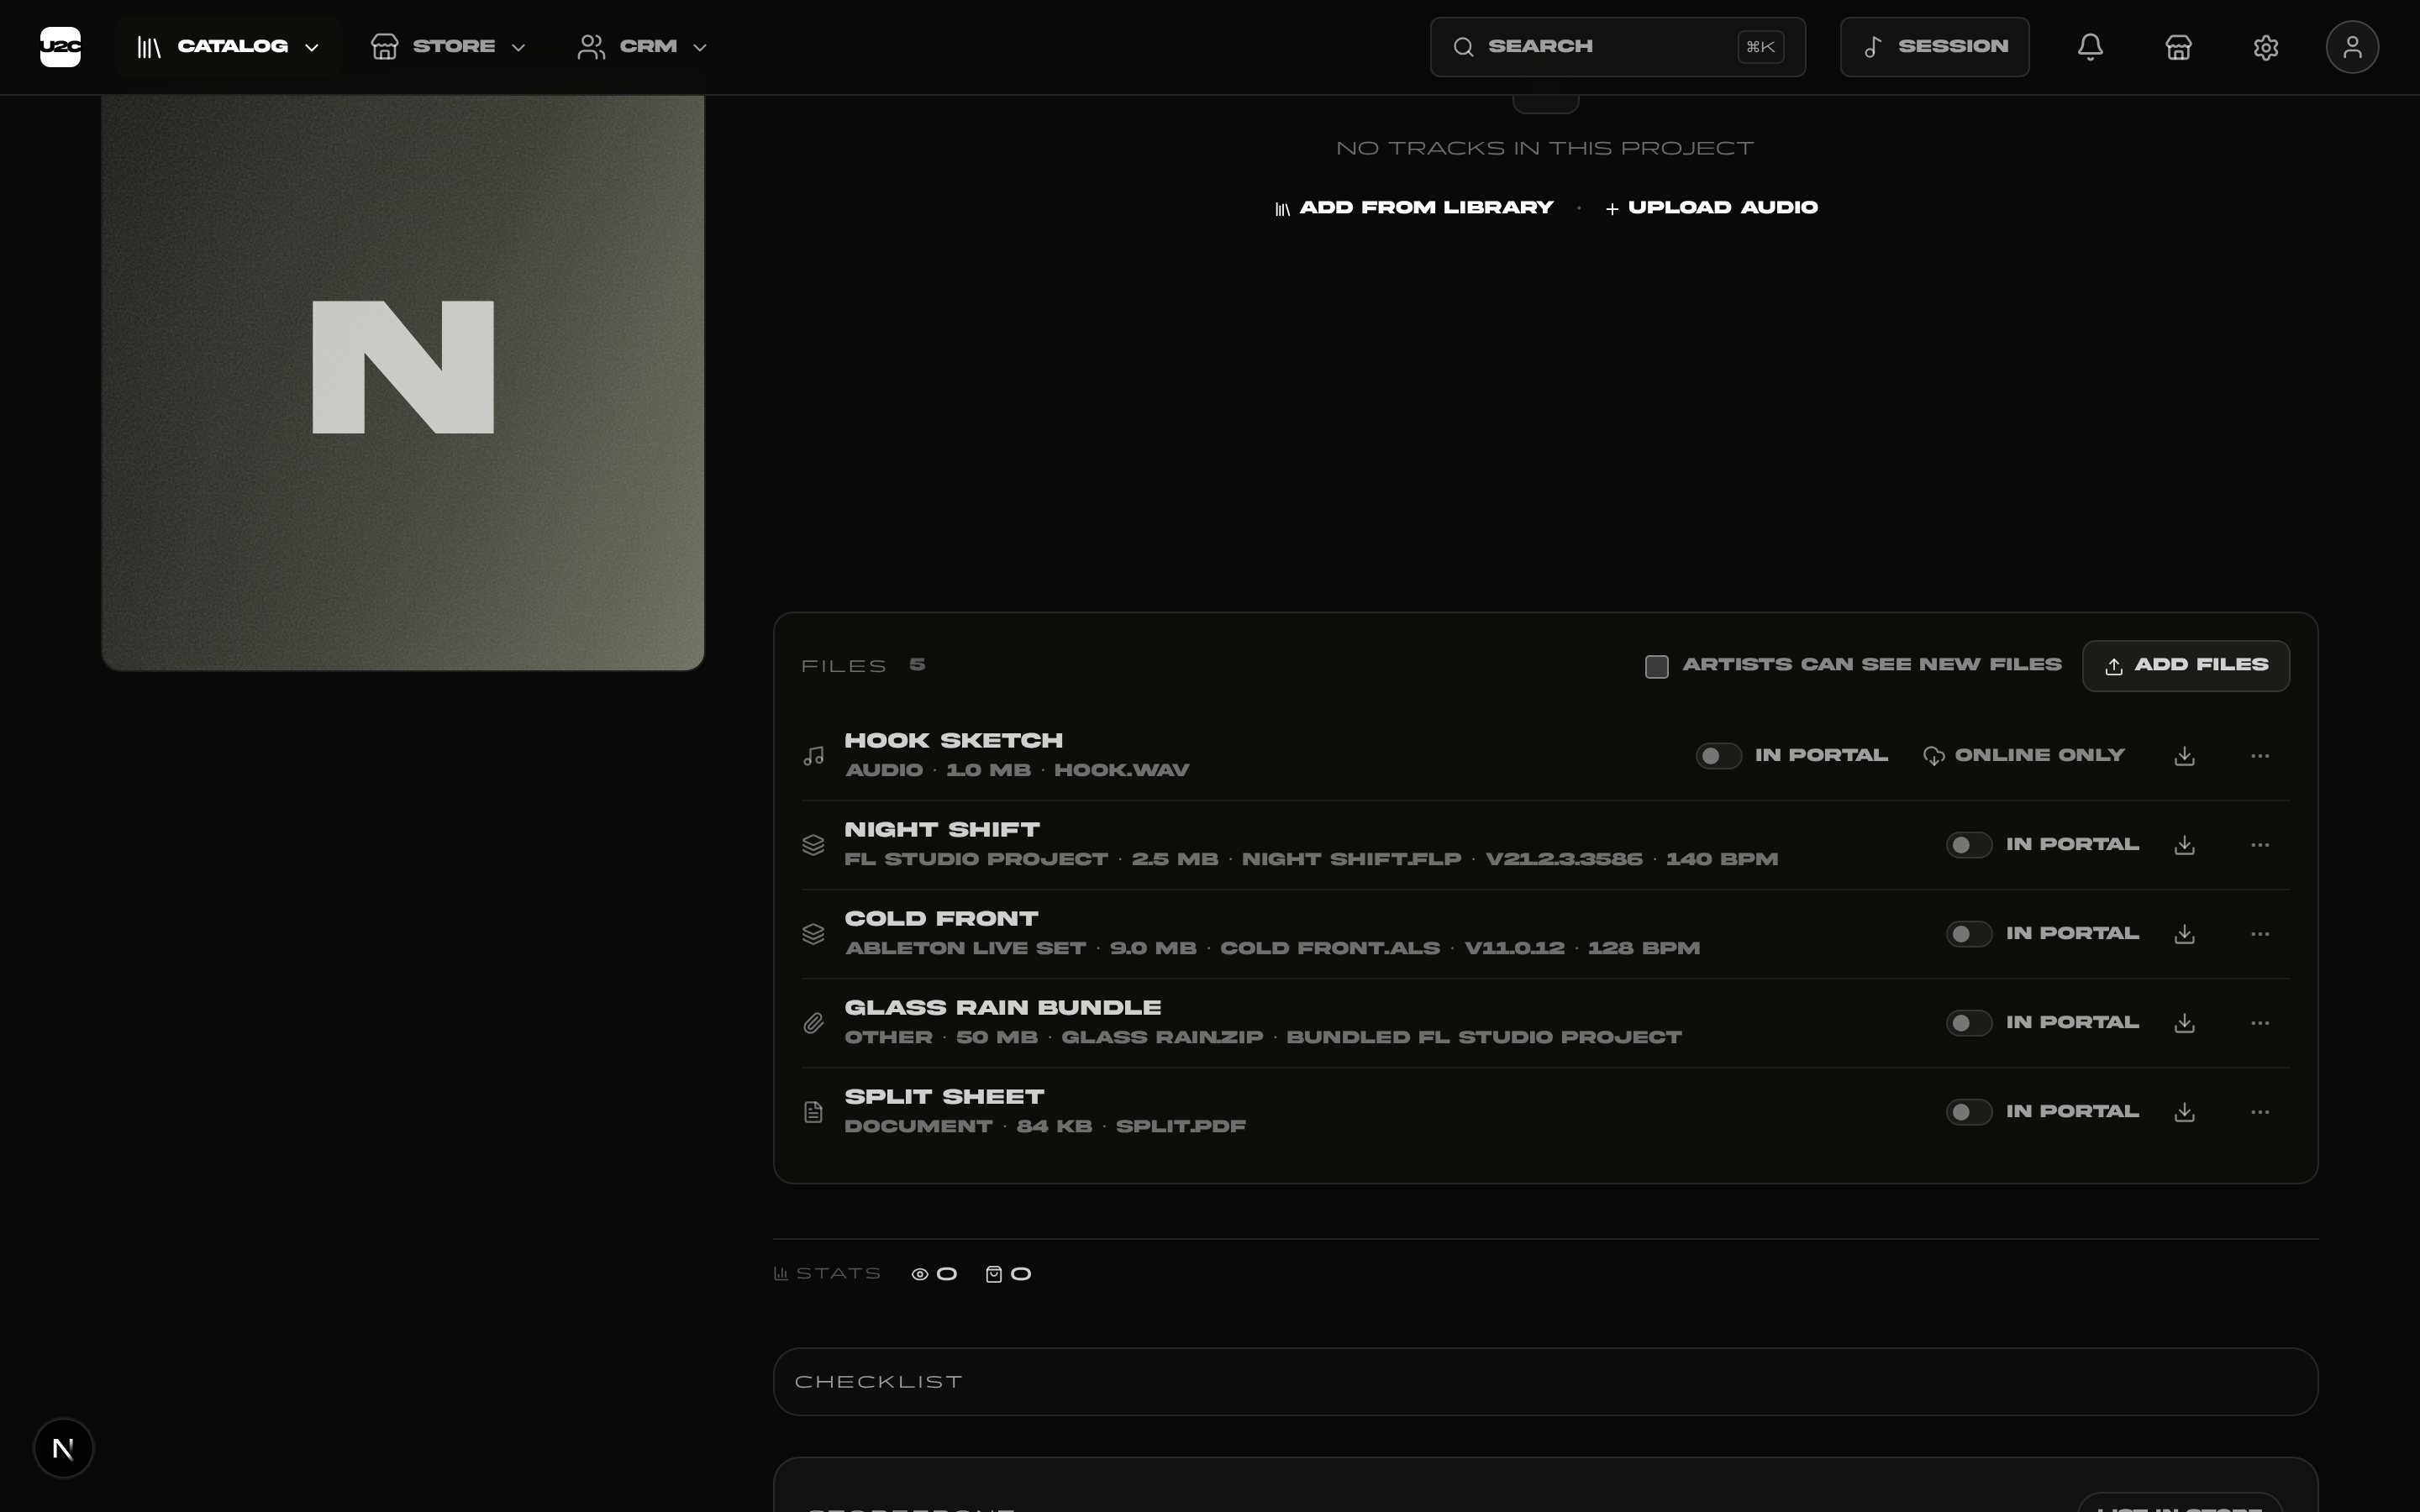 U2C CATALOG STORE CRM SEARCH ⌘K SESSION
NO TRACKS IN THIS PROJECT
ADD FROM LIBRARY · + UPLOAD AUDIO
N
FILES 5 ARTISTS CAN SEE NEW FILES ADD FILES
HOOK SKETCH
AUDIO · 1.0 MB · HOOK.WAV
IN PORTAL ONLINE ONLY
NIGHT SHIFT
FL STUDIO PROJECT · 2.5 MB · NIGHT SHIFT.FLP · V21.2.3.3586 · 140 BPM
IN PORTAL
COLD FRONT
ABLETON LIVE SET · 9.0 MB · COLD FRONT.ALS · V11.0.12 · 128 BPM
IN PORTAL
GLASS RAIN BUNDLE
OTHER · 50 MB · GLASS RAIN.ZIP · BUNDLED FL STUDIO PROJECT
IN PORTAL
SPLIT SHEET
DOCUMENT · 84 KB · SPLIT.PDF
IN PORTAL
STATS 0 0
CHECKLIST
N
STOREFRONT LIST IN STORE